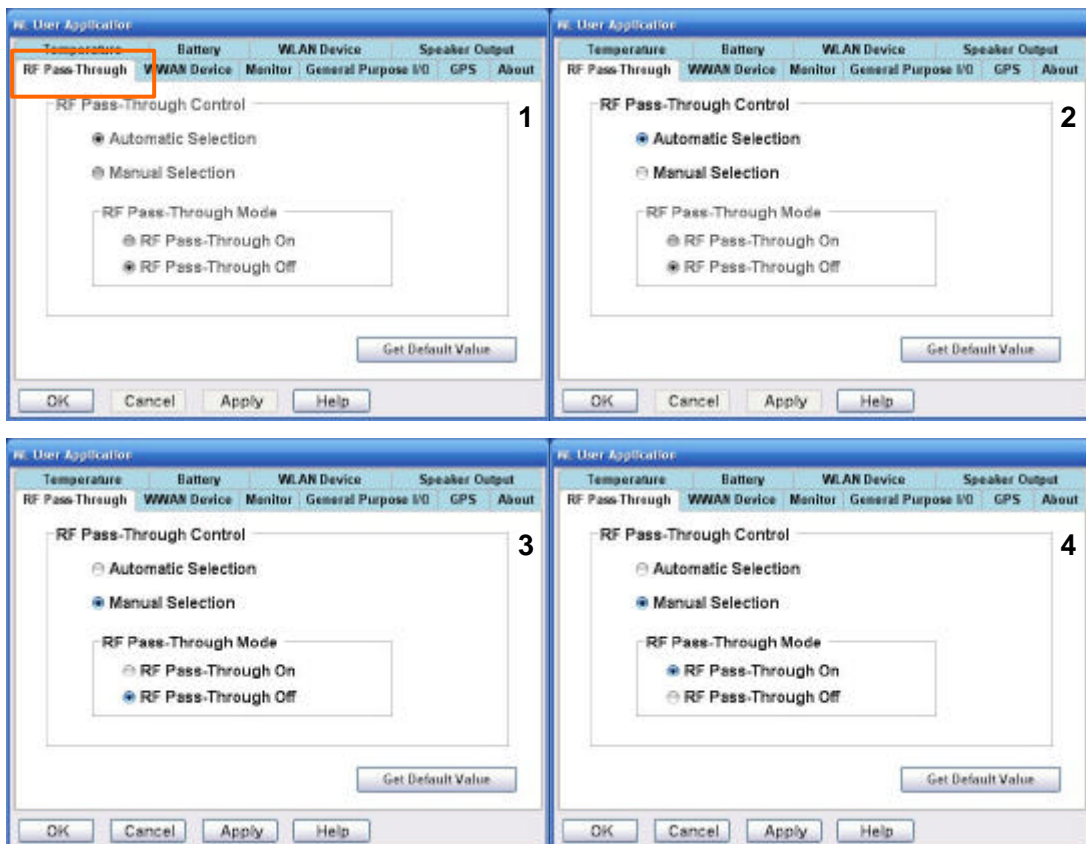 NL User Application
Temperature Battery WLAN Device Speaker Output
RF Pass-Through WWAN Device Monitor General Purpose I/O GPS About
RF Pass-Through Control
1
Automatic Selection
Manual Selection
RF Pass-Through Mode
RF Pass-Through On
RF Pass-Through Off
Get Default Value
OK Cancel Apply Help
NL User Application
Temperature Battery WLAN Device Speaker Output
RF Pass-Through WWAN Device Monitor General Purpose I/O GPS About
RF Pass-Through Control
2
Automatic Selection
Manual Selection
RF Pass-Through Mode
RF Pass-Through On
RF Pass-Through Off
Get Default Value
OK Cancel Apply Help
NL User Application
Temperature Battery WLAN Device Speaker Output
RF Pass-Through WWAN Device Monitor General Purpose I/O GPS About
RF Pass-Through Control
3
Automatic Selection
Manual Selection
RF Pass-Through Mode
RF Pass-Through On
RF Pass-Through Off
Get Default Value
OK Cancel Apply Help
NL User Application
Temperature Battery WLAN Device Speaker Output
RF Pass-Through WWAN Device Monitor General Purpose I/O GPS About
RF Pass-Through Control
4
Automatic Selection
Manual Selection
RF Pass-Through Mode
RF Pass-Through On
RF Pass-Through Off
Get Default Value
OK Cancel Apply Help